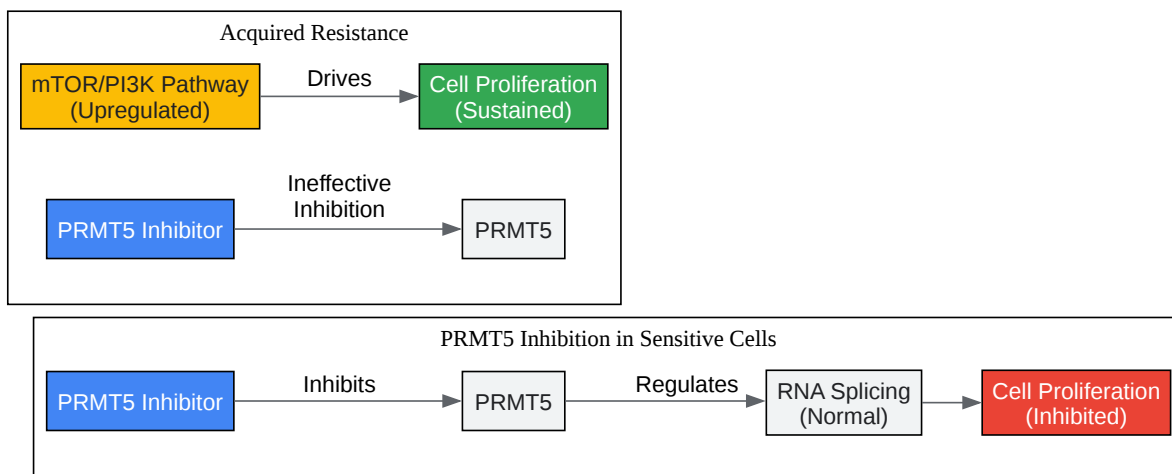 Acquired Resistance
mTOR/PI3K Pathway
(Upregulated)
Drives
Cell Proliferation
(Sustained)
PRMT5 Inhibitor
Ineffective
Inhibition
PRMT5
PRMT5 Inhibition in Sensitive Cells
PRMT5 Inhibitor
Inhibits
PRMT5
Regulates
RNA Splicing
(Normal)
Cell Proliferation
(Inhibited)